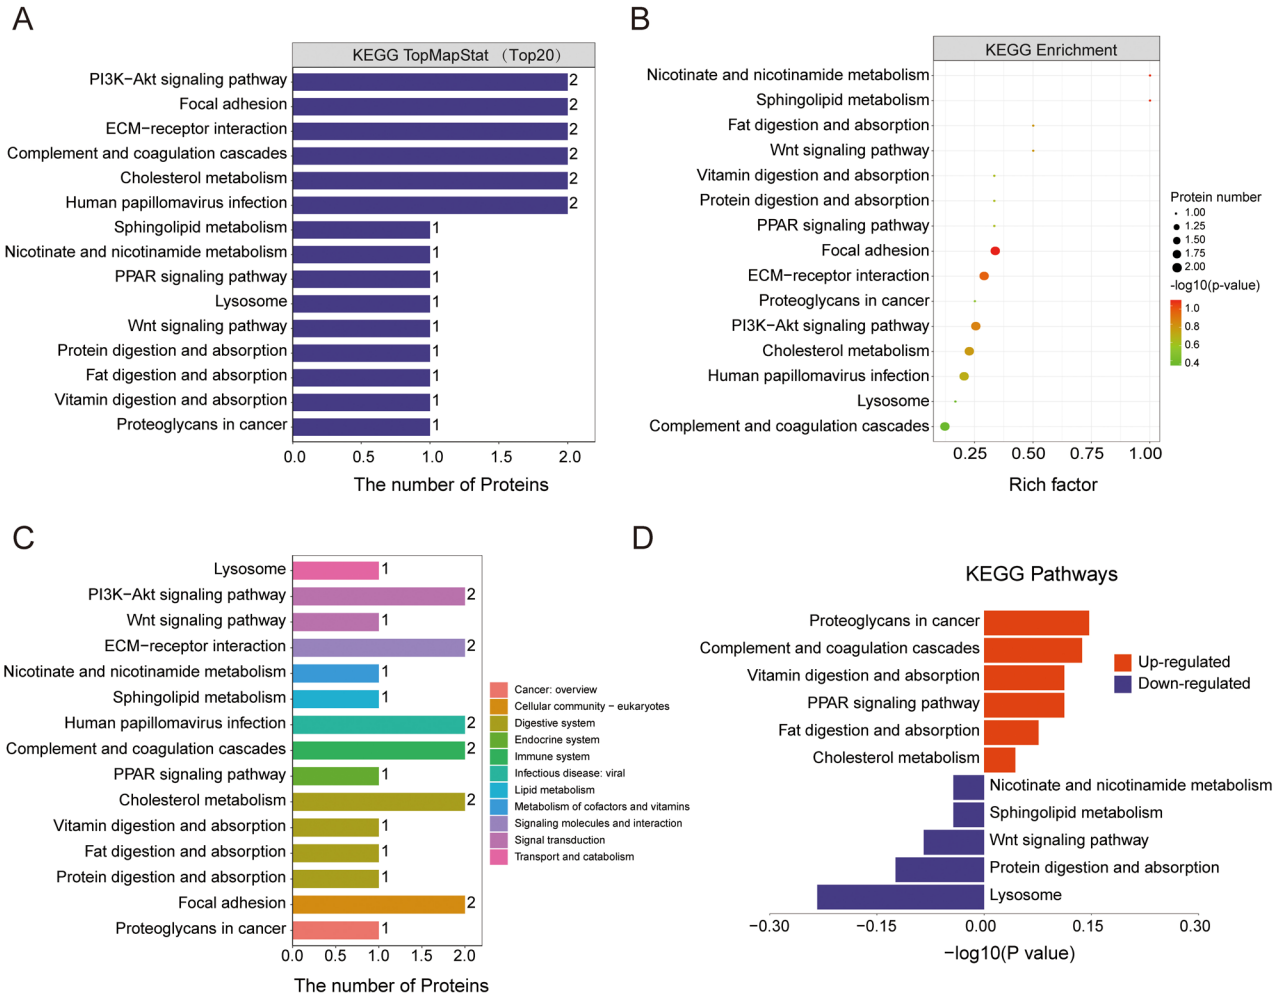 A
KEGG TopMapStat （Top20）
PI3K−Akt signaling pathway 2
Focal adhesion 2
ECM−receptor interaction 2
Complement and coagulation cascades 2
Cholesterol metabolism 2
Human papillomavirus infection 2
Sphingolipid metabolism 1
Nicotinate and nicotinamide metabolism 1
PPAR signaling pathway 1
Lysosome 1
Wnt signaling pathway 1
Protein digestion and absorption 1
Fat digestion and absorption 1
Vitamin digestion and absorption 1
Proteoglycans in cancer 1
0.0 0.5 1.0 1.5 2.0
The number of Proteins
B
KEGG Enrichment
Nicotinate and nicotinamide metabolism
Sphingolipid metabolism
Fat digestion and absorption
Wnt signaling pathway
Vitamin digestion and absorption
Protein digestion and absorption
PPAR signaling pathway
Focal adhesion
ECM−receptor interaction
Proteoglycans in cancer
PI3K−Akt signaling pathway
Cholesterol metabolism
Human papillomavirus infection
Lysosome
Complement and coagulation cascades
0.25 0.50 0.75 1.00
Rich factor
Protein number
1.00
1.25
1.50
1.75
2.00
-log10(p-value)
1.0
0.8
0.6
0.4
C
Lysosome 1
PI3K−Akt signaling pathway 2
Wnt signaling pathway 1
ECM−receptor interaction 2
Nicotinate and nicotinamide metabolism 1
Sphingolipid metabolism 1
Human papillomavirus infection 2
Complement and coagulation cascades 2
PPAR signaling pathway 1
Cholesterol metabolism 2
Vitamin digestion and absorption 1
Fat digestion and absorption 1
Protein digestion and absorption 1
Focal adhesion 2
Proteoglycans in cancer 1
0.0 0.5 1.0 1.5 2.0
The number of Proteins
Cancer: overview
Cellular community − eukaryotes
Digestive system
Endocrine system
Immune system
Infectious disease: viral
Lipid metabolism
Metabolism of cofactors and vitamins
Signaling molecules and interaction
Signal transduction
Transport and catabolism
D
KEGG Pathways
Proteoglycans in cancer
Complement and coagulation cascades
Vitamin digestion and absorption
PPAR signaling pathway
Fat digestion and absorption
Cholesterol metabolism
Nicotinate and nicotinamide metabolism
Sphingolipid metabolism
Wnt signaling pathway
Protein digestion and absorption
Lysosome
Up-regulated
Down-regulated
−0.30 −0.15 0.00 0.15 0.30
−log10(P value)